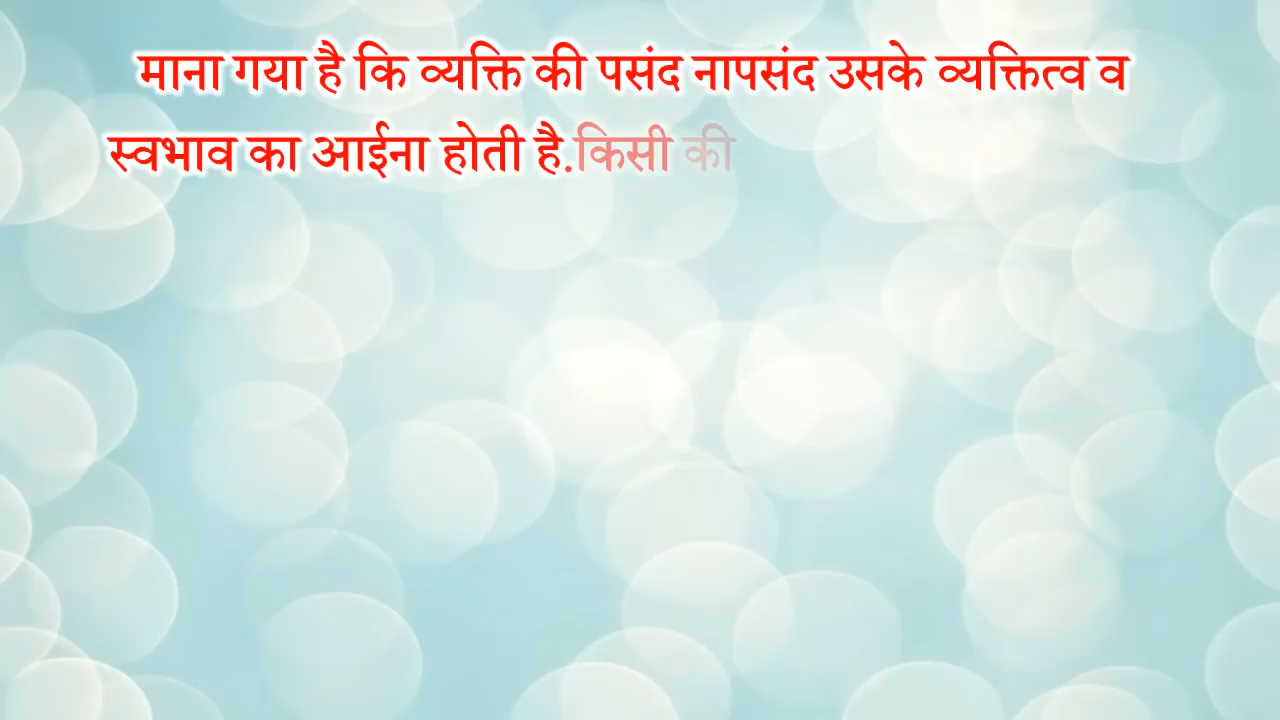 माना गया है कि व्यक्ति की पसंद नापसंद उसके व्यक्तित्व व
स्वभाव का आईना होती है.किसी की